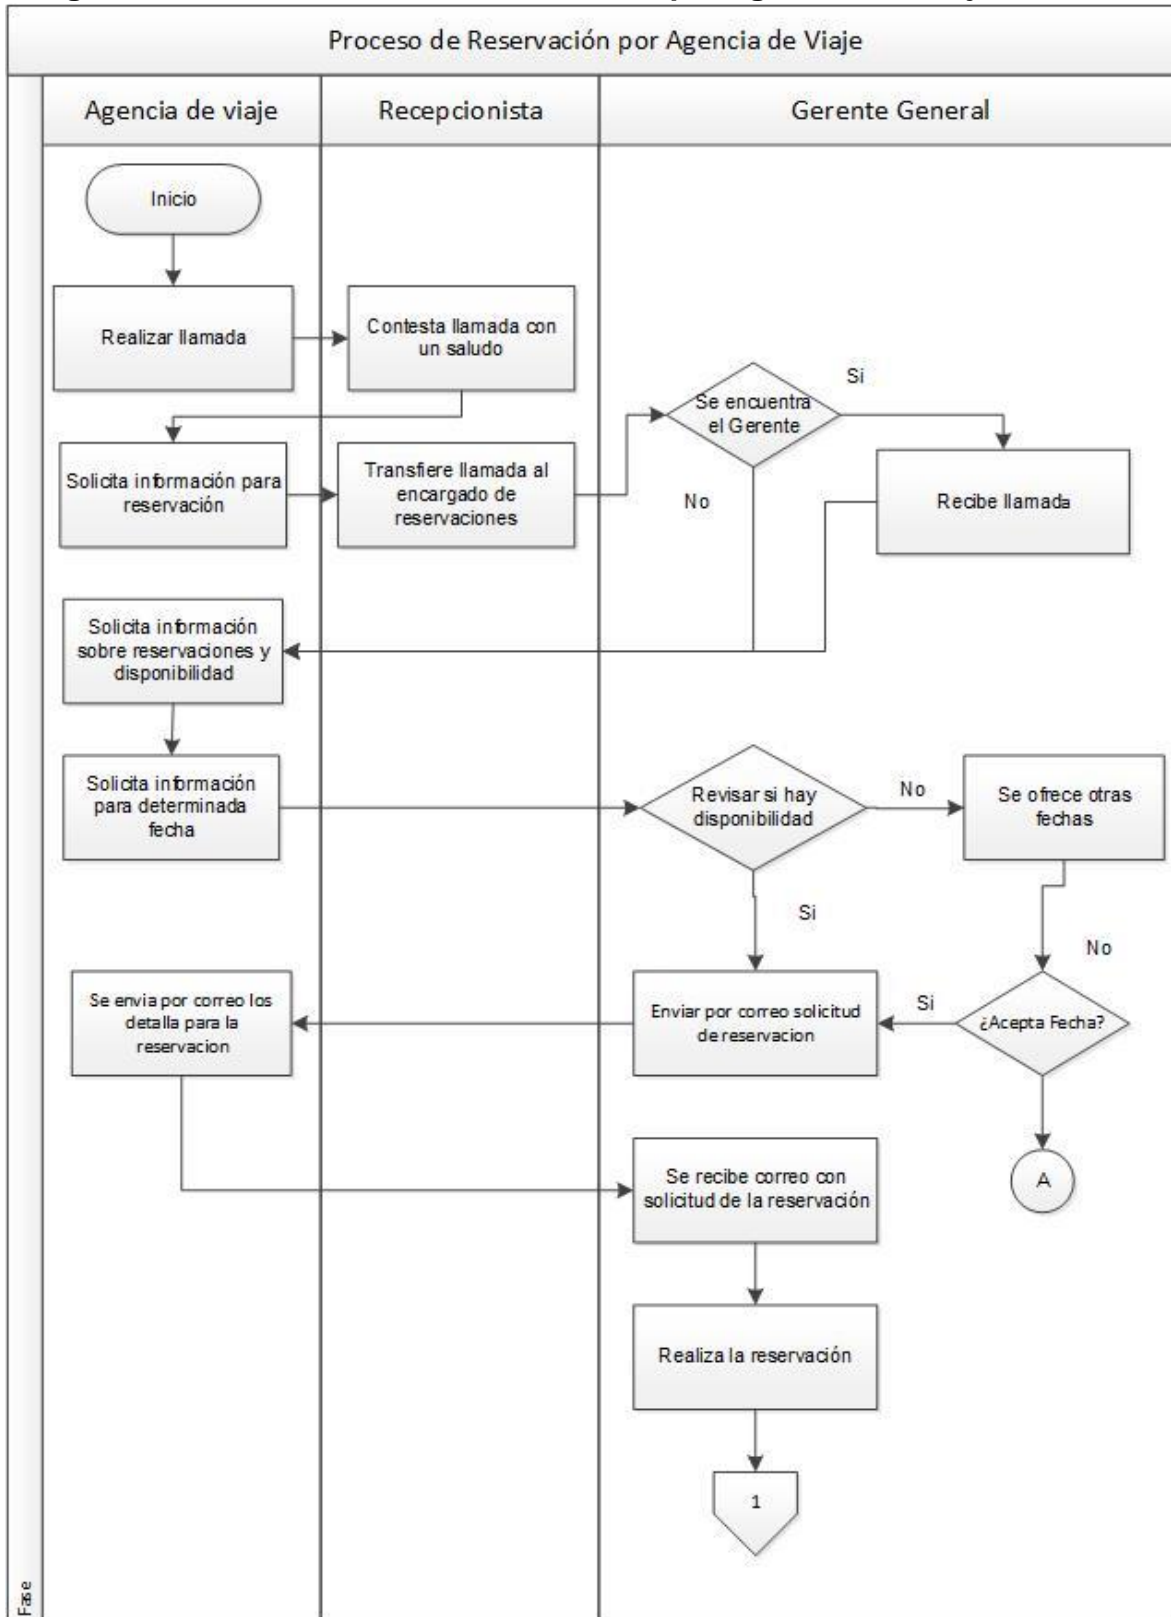 Proceso de Reservación por Agencia de Viaje
Agencia de viaje
Recepcionista
Gerente General
Inicio
Realizar llamada
Contesta llamada con
un saludo
Se encuentra
el Gerente
Si
No
Solicita información para
reservación
Transfiere llamada al
encargado de
reservaciones
Recibe llamada
Solicita información
sobre reservaciones y
disponibilidad
Solicita información
para determinada
fecha
Revisar si hay
disponibilidad
No
Se ofrece otras
fechas
Si
No
Se envia por correo los
detalla para la
reservacion
Enviar por correo solicitud
de reservacion
Si
¿Acepta Fecha?
Se recibe correo con
solicitud de la reservación
A
Realiza la reservación
1
Fase